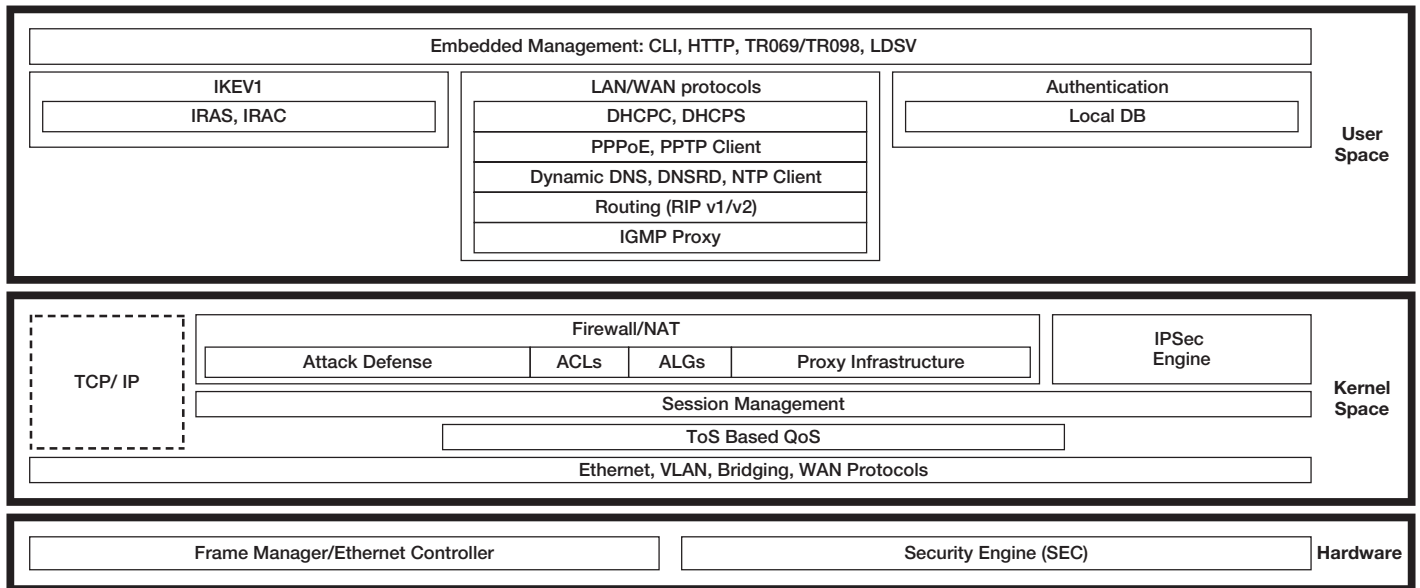 Embedded Management: CLI, HTTP, TR069/TR098, LDSV
IKEV1
IRAS, IRAC
LAN/WAN protocols
DHCPC, DHCPS
PPPoE, PPTP Client
Dynamic DNS, DNSRD, NTP Client
Routing (RIP v1/v2)
IGMP Proxy
Authentication
Local DB
User
Space
TCP/ IP
Firewall/NAT
Attack Defense
ACLs
ALGs
Proxy Infrastructure
IPSec
Engine
Session Management
ToS Based QoS
Ethernet, VLAN, Bridging, WAN Protocols
Kernel
Space
Frame Manager/Ethernet Controller
Security Engine (SEC)
Hardware